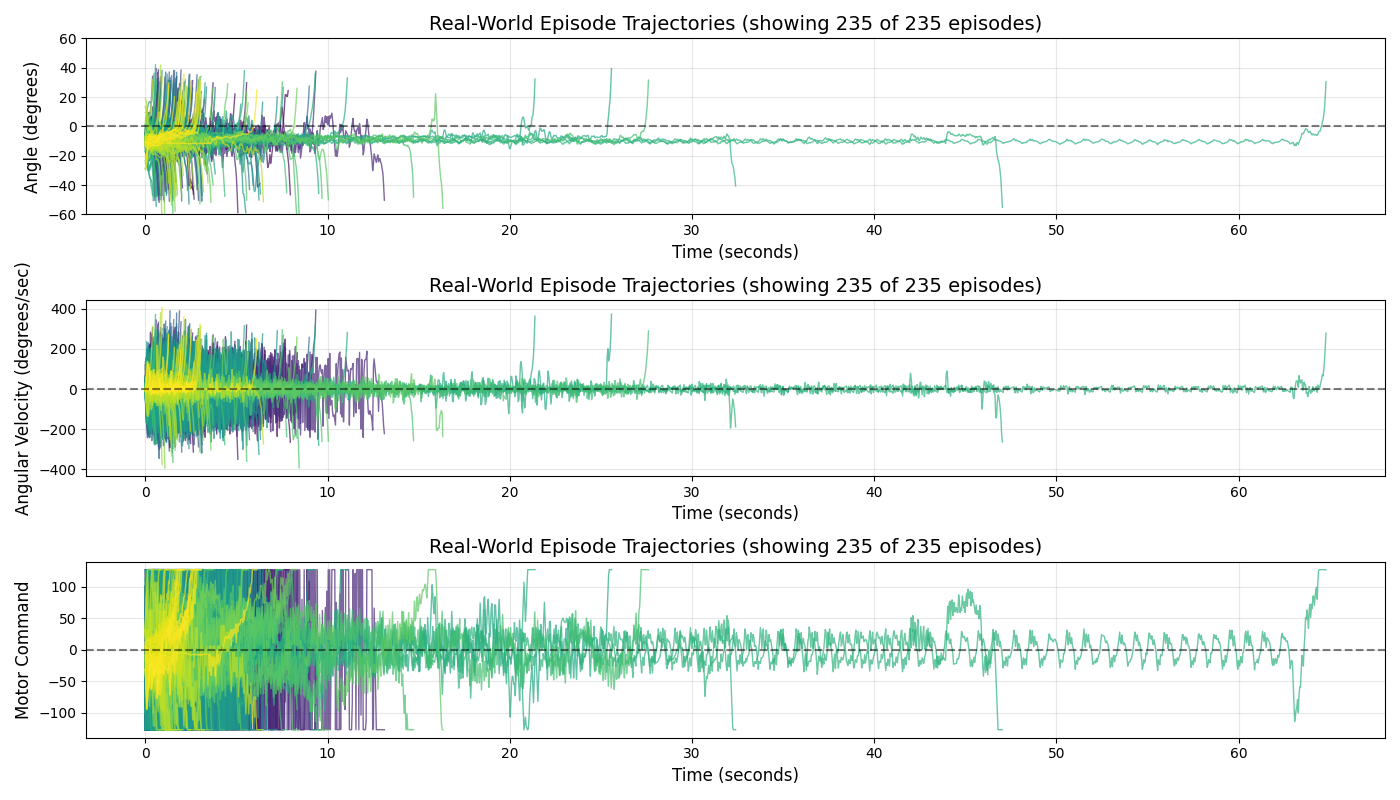 Real-World Episode Trajectories (showing 235 of 235 episodes)
Angle (degrees)
60
40
20
0
−20
−40
−60
0 10 20 30 40 50 60
Time (seconds)
Real-World Episode Trajectories (showing 235 of 235 episodes)
Angular Velocity (degrees/sec)
400
200
0
−200
−400
0 10 20 30 40 50 60
Time (seconds)
Real-World Episode Trajectories (showing 235 of 235 episodes)
Motor Command
100
50
0
−50
−100
0 10 20 30 40 50 60
Time (seconds)